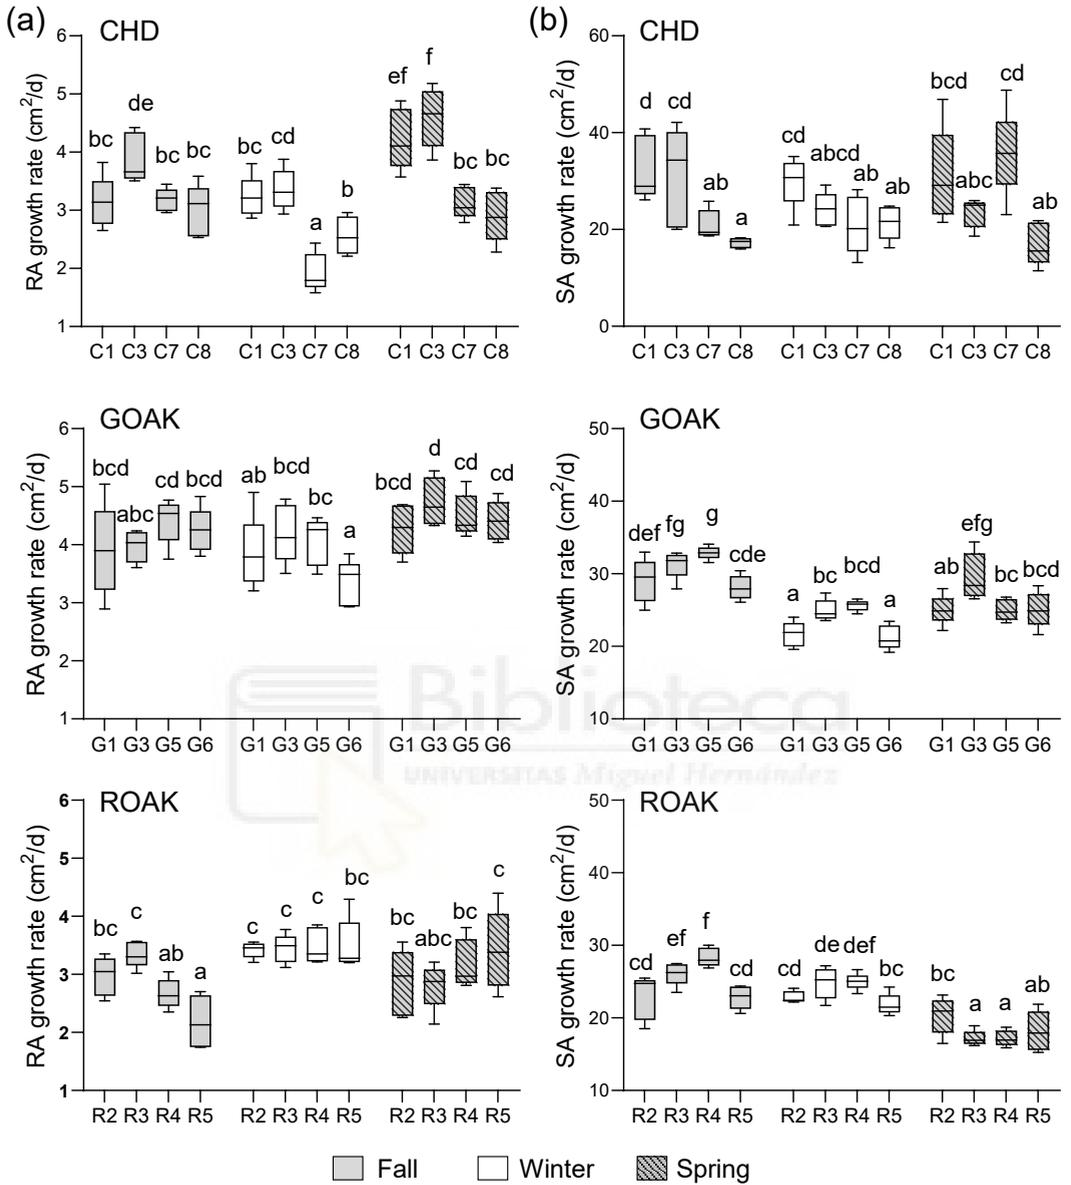 (a)
CHD
RA growth rate (cm2/d)
6
5
4
3
2
1
bc de bc bc bc cd a b ef f bc bc
C1 C3 C7 C8 C1 C3 C7 C8 C1 C3 C7 C8
(b)
CHD
SA growth rate (cm2/d)
60
40
20
0
d cd ab a cd abcd ab ab bcd abc cd ab
C1 C3 C7 C8 C1 C3 C7 C8 C1 C3 C7 C8
GOAK
RA growth rate (cm2/d)
6
5
4
3
2
1
bcd abc cd bcd ab bcd bc a bcd d cd cd
G1 G3 G5 G6 G1 G3 G5 G6 G1 G3 G5 G6
GOAK
SA growth rate (cm2/d)
50
40
30
20
10
def fg g cde a bc bcd a ab efg bc bcd
G1 G3 G5 G6 G1 G3 G5 G6 G1 G3 G5 G6
Biblioteca
UNIVERSITAS Miguel Hernández
ROAK
RA growth rate (cm2/d)
6
5
4
3
2
1
bc c ab a c c c bc bc abc bc c
R2 R3 R4 R5 R2 R3 R4 R5 R2 R3 R4 R5
ROAK
SA growth rate (cm2/d)
50
40
30
20
10
cd ef f cd cd de def bc bc a a ab
R2 R3 R4 R5 R2 R3 R4 R5 R2 R3 R4 R5
Fall Winter Spring